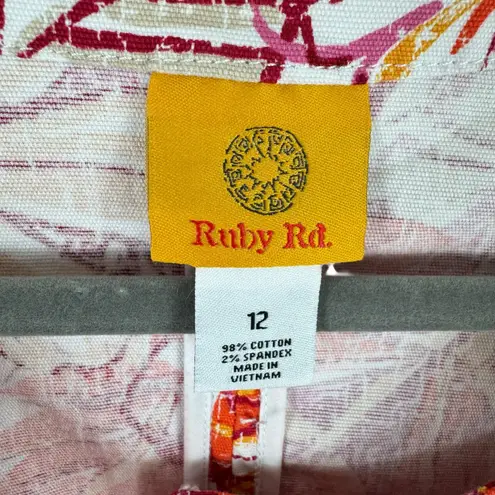 Ruby Rd.
12
98% COTTON
2% SPANDEX
MADE IN
VIETNAM